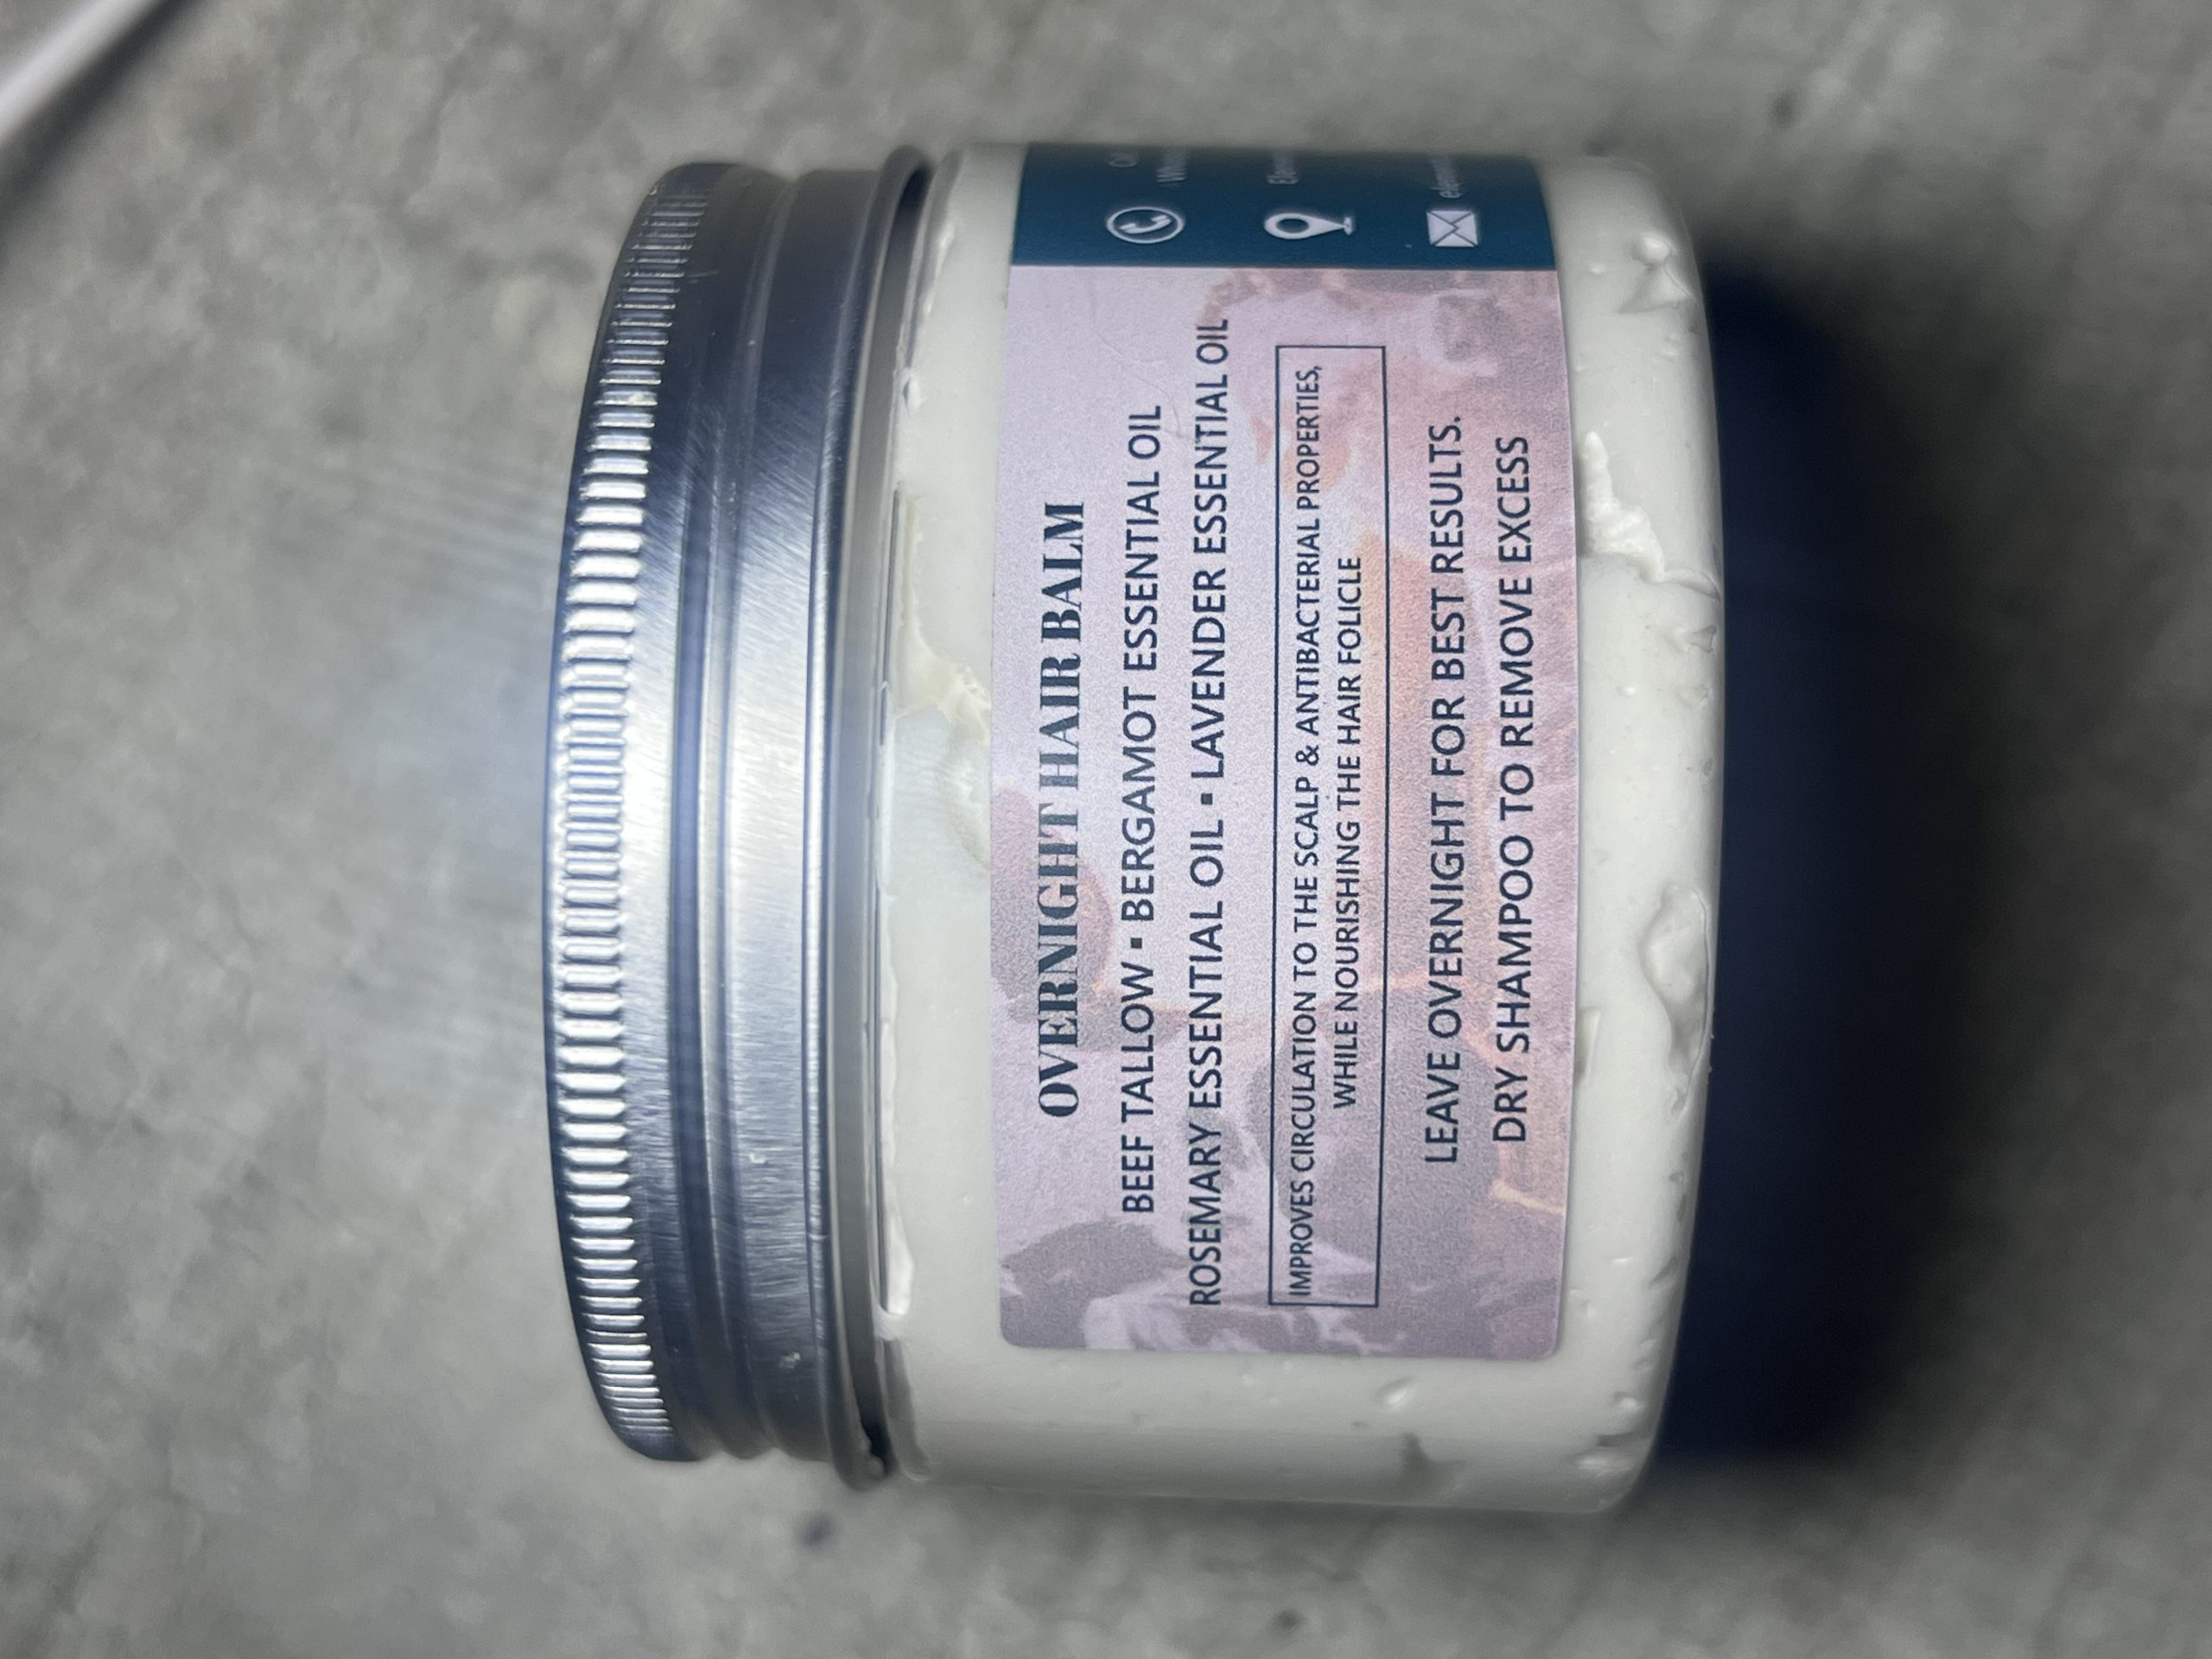 OVERNIGHT HAIR BALM
BEEF TALLOW • BERGAMOT ESSENTIAL OIL
ROSEMARY ESSENTIAL OIL • LAVENDER ESSENTIAL OIL
IMPROVES CIRCULATION TO THE SCALP & ANTIBACTERIAL PROPERTIES,
WHILE NOURISHING THE HAIR FOLICLE
LEAVE OVERNIGHT FOR BEST RESULTS.
DRY SHAMPOO TO REMOVE EXCESS